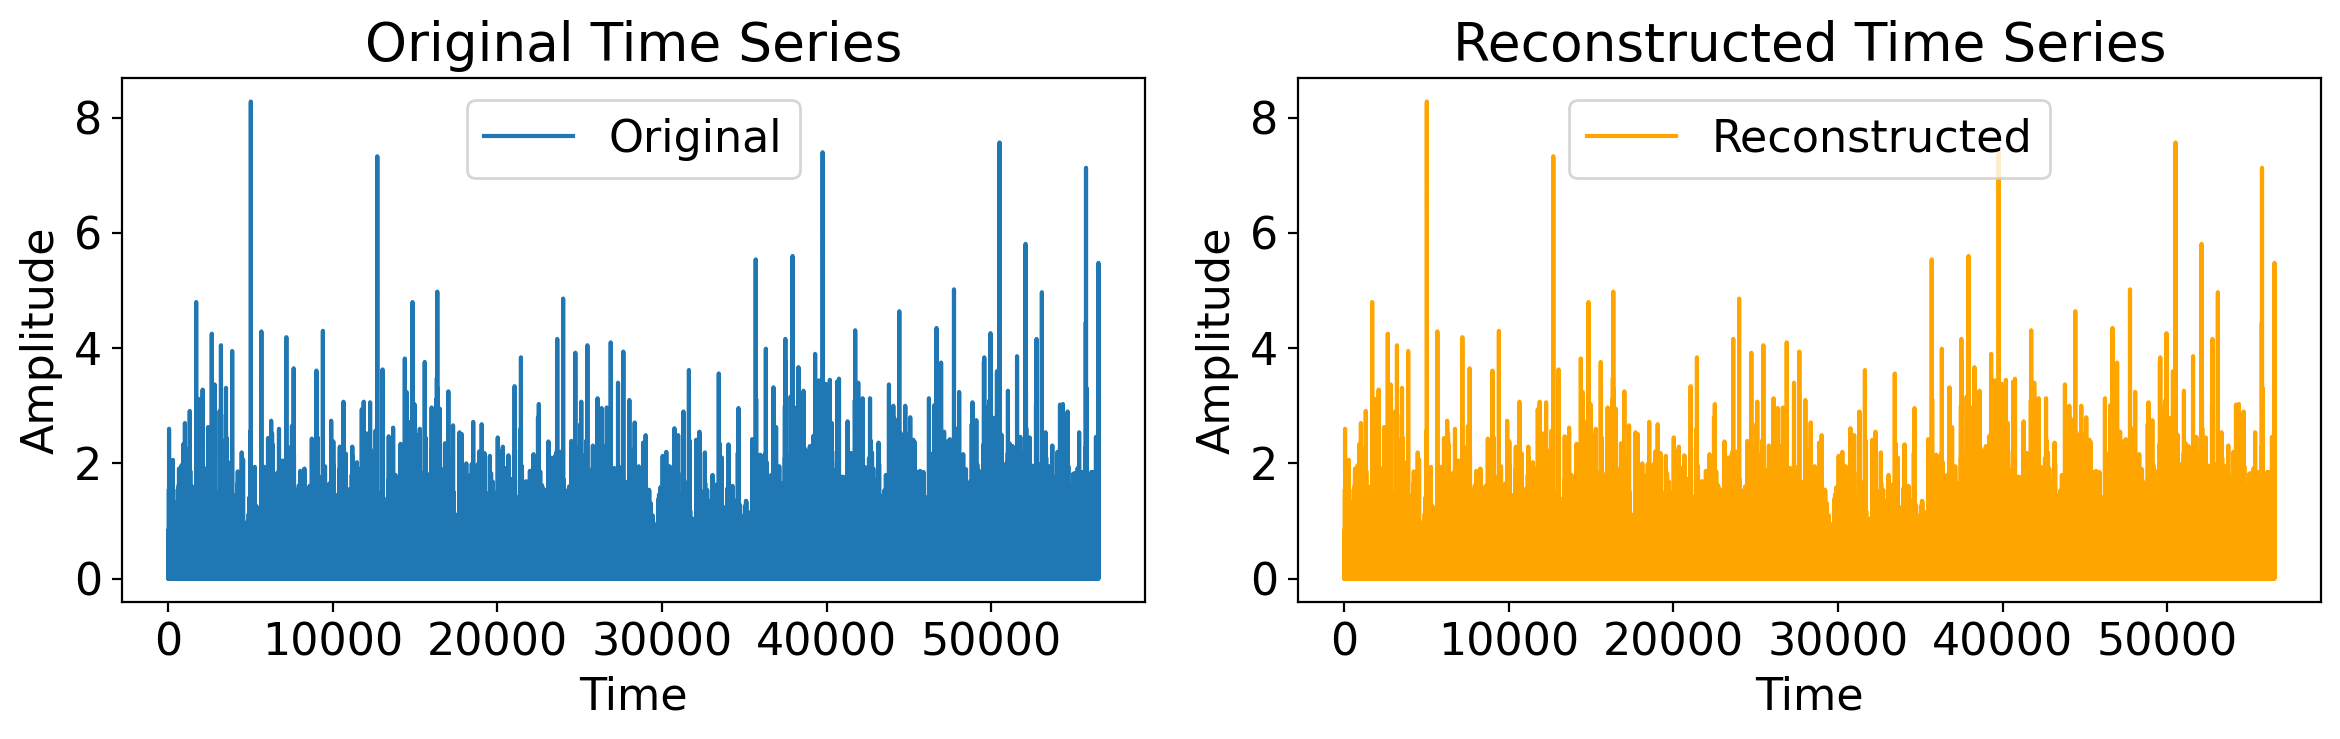 Original Time Series
Original
8
6
4
2
0
Amplitude
0 10000 20000 30000 40000 50000
Time
Reconstructed Time Series
Reconstructed
8
6
4
2
0
Amplitude
0 10000 20000 30000 40000 50000
Time